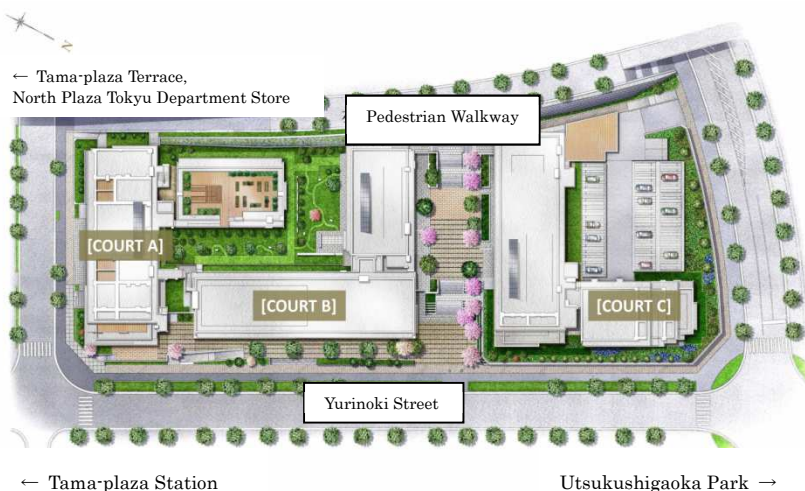 N
← Tama-plaza Terrace,
North Plaza Tokyu Department Store
Pedestrian Walkway
[COURT A]
[COURT B]
[COURT C]
Yurinoki Street
← Tama-plaza Station
Utsukushigaoka Park →